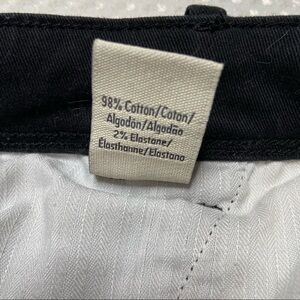 98% Cotton/Coton/
Algodón/Algodão
2% Elastane/
Élasthanne/Elastano